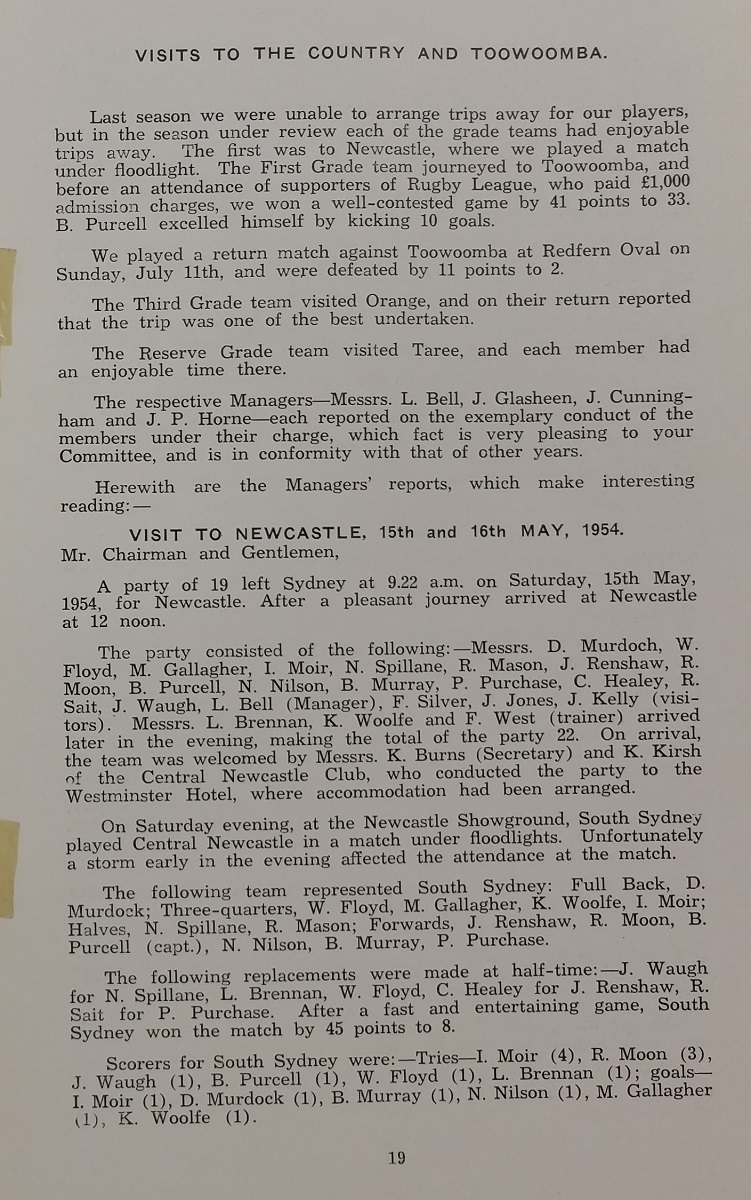 VISITS TO THE COUNTRY AND TOOWOOMBA.
Last season we were unable to arrange trips away for our players,
but in the season under review each of the grade teams had enjoyable
trips away. The first was to Newcastle, where we played a match
under floodlight. The First Grade team journeyed to Toowoomba, and
before an attendance of supporters of Rugby League, who paid £1,000
admission charges, we won a well-contested game by 41 points to 33.
B. Purcell excelled himself by kicking 10 goals.
We played a return match against Toowoomba at Redfern Oval on
Sunday, July 11th, and were defeated by 11 points to 2.
The Third Grade team visited Orange, and on their return reported
that the trip was one of the best undertaken.
The Reserve Grade team visited Taree, and each member had
an enjoyable time there.
The respective Managers—Messrs. L. Bell, J. Glasheen, J. Cunning-
ham and J. P. Horne—each reported on the exemplary conduct of the
members under their charge, which fact is very pleasing to your
Committee, and is in conformity with that of other years.
Herewith are the Managers' reports, which make interesting
reading:—
VISIT TO NEWCASTLE, 15th and 16th MAY, 1954.
Mr. Chairman and Gentlemen,
A party of 19 left Sydney at 9.22 a.m. on Saturday, 15th May,
1954, for Newcastle. After a pleasant journey arrived at Newcastle
at 12 noon.
The party consisted of the following:—Messrs. D. Murdoch, W.
Floyd, M. Gallagher, I. Moir, N. Spillane, R. Mason, J. Renshaw, R.
Moon, B. Purcell, N. Nilson, B. Murray, P. Purchase, C. Healey, R.
Sait, J. Waugh, L. Bell (Manager), F. Silver, J. Jones, J. Kelly (visi-
tors). Messrs. L. Brennan, K. Woolfe and F. West (trainer) arrived
later in the evening, making the total of the party 22. On arrival,
the team was welcomed by Messrs. K. Burns (Secretary) and K. Kirsh
of the Central Newcastle Club, who conducted the party to the
Westminster Hotel, where accommodation had been arranged.
On Saturday evening, at the Newcastle Showground, South Sydney
played Central Newcastle in a match under floodlights. Unfortunately
a storm early in the evening affected the attendance at the match.
The following team represented South Sydney: Full Back, D.
Murdock; Three-quarters, W. Floyd, M. Gallagher, K. Woolfe, I. Moir;
Halves, N. Spillane, R. Mason; Forwards, J. Renshaw, R. Moon, B.
Purcell (capt.), N. Nilson, B. Murray, P. Purchase.
The following replacements were made at half-time:—J. Waugh
for N. Spillane, L. Brennan, W. Floyd, C. Healey for J. Renshaw, R.
Sait for P. Purchase. After a fast and entertaining game, South
Sydney won the match by 45 points to 8.
Scorers for South Sydney were:—Tries—I. Moir (4), R. Moon (3),
J. Waugh (1), B. Purcell (1), W. Floyd (1), L. Brennan (1); goals—
I. Moir (1), D. Murdock (1), B. Murray (1), N. Nilson (1), M. Gallagher
(1), K. Woolfe (1).
19